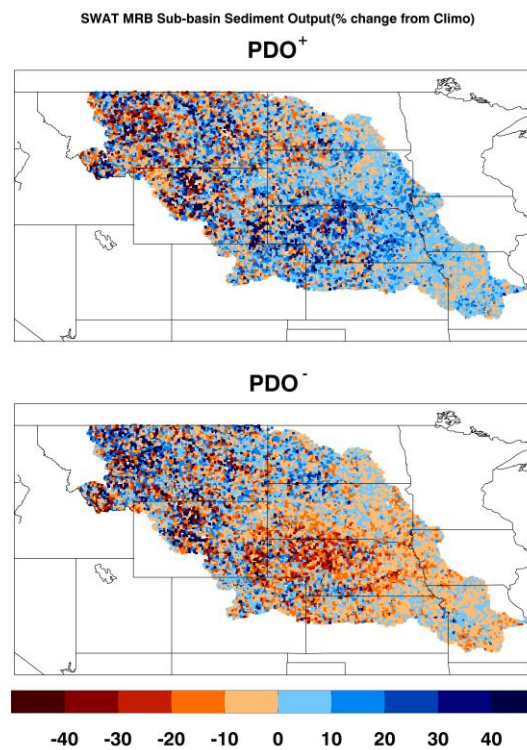 SWAT MRB Sub-basin Sediment Output(% change from Climo)
PDO+
PDO-
-40 -30 -20 -10 0 10 20 30 40